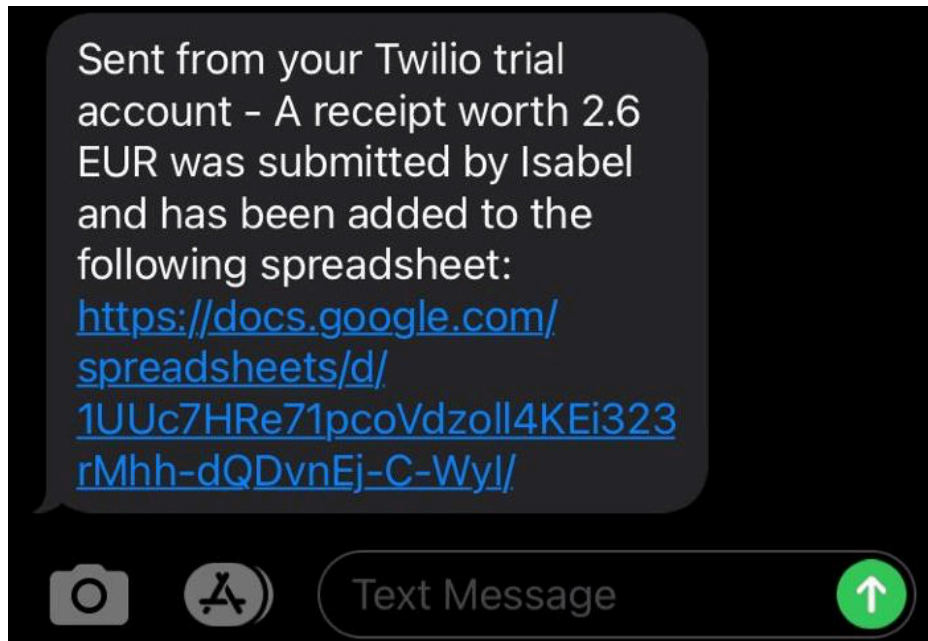 Sent from your Twilio trial
account - A receipt worth 2.6
EUR was submitted by Isabel
and has been added to the
following spreadsheet:
https://docs.google.com/
spreadsheets/d/
1UUc7HRe71pcoVdzoll4KEi323
rMhh-dQDvnEj-C-WyI/
Text Message